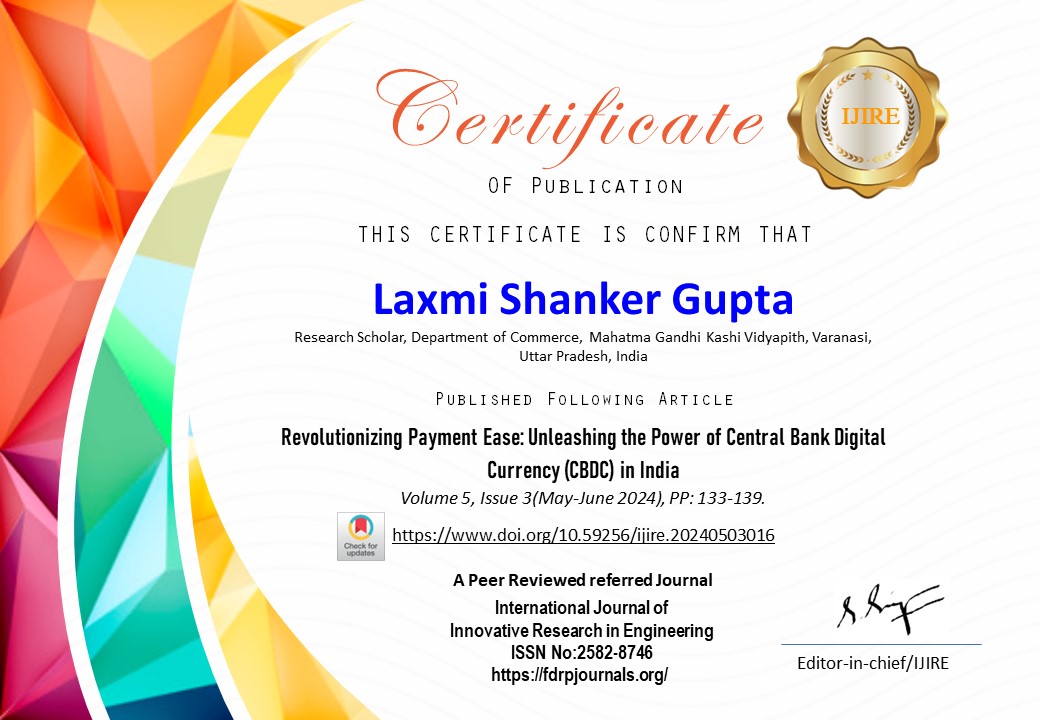 Certificate
IJIRE
OF PUBLICATION
THIS CERTIFICATE IS CONFIRM THAT
Laxmi Shanker Gupta
Research Scholar, Department of Commerce, Mahatma Gandhi Kashi Vidyapith, Varanasi,
Uttar Pradesh, India
PUBLISHED FOLLOWING ARTICLE
Revolutionizing Payment Ease: Unleashing the Power of Central Bank Digital
Currency (CBDC) in India
Volume 5, Issue 3(May-June 2024), PP: 133-139.
Check for
updates
https://www.doi.org/10.59256/ijire.20240503016
A Peer Reviewed referred Journal
International Journal of
Innovative Research in Engineering
ISSN No:2582-8746
https://fdrpjournals.org/
Editor-in-chief/IJIRE